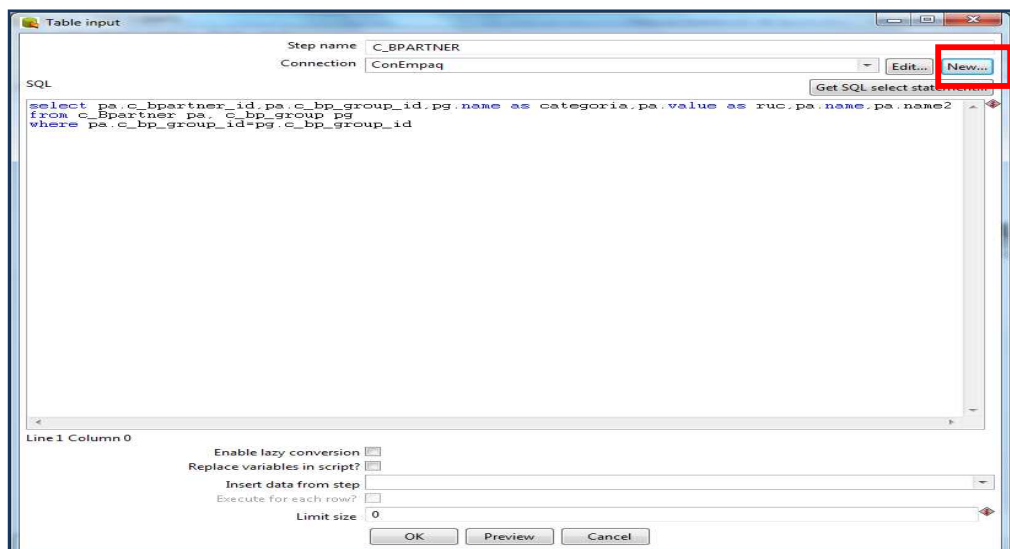 Table input
Step name C_BPARTNER
Connection ConEmpaq Edit... New...
SQL Get SQL select statement...
select pa.c_bpartner_id,pa.c_bp_group_id,pg.name as categoria,pa.value as ruc,pa.name,pa.name2
from c_Bpartner pa, c_bp_group pg
where pa.c_bp_group_id=pg.c_bp_group_id
Line 1 Column 0
Enable lazy conversion
Replace variables in script?
Insert data from step
Execute for each row?
Limit size 0
OK Preview Cancel